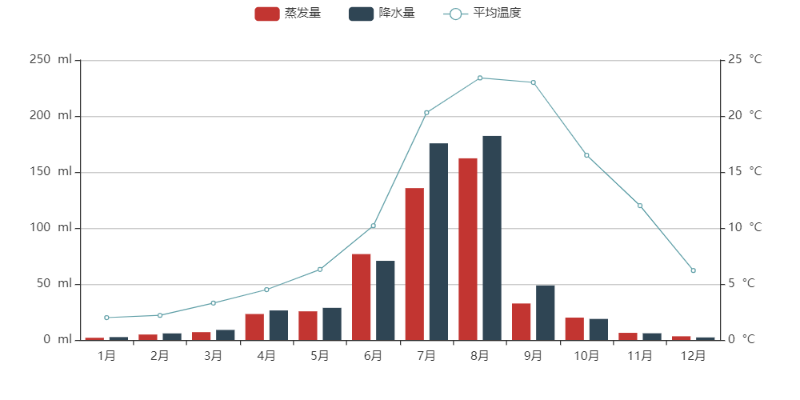 蒸发量 降水量 平均温度
250 ml 25 °C
200 ml 20 °C
150 ml 15 °C
100 ml 10 °C
50 ml 5 °C
0 ml 0 °C
1月 2月 3月 4月 5月 6月 7月 8月 9月 10月 11月 12月